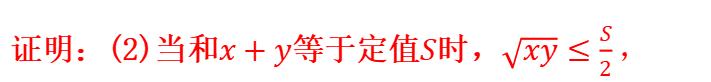 证明：(2)当和x + y等于定值S时，√xy ≤ S/2，